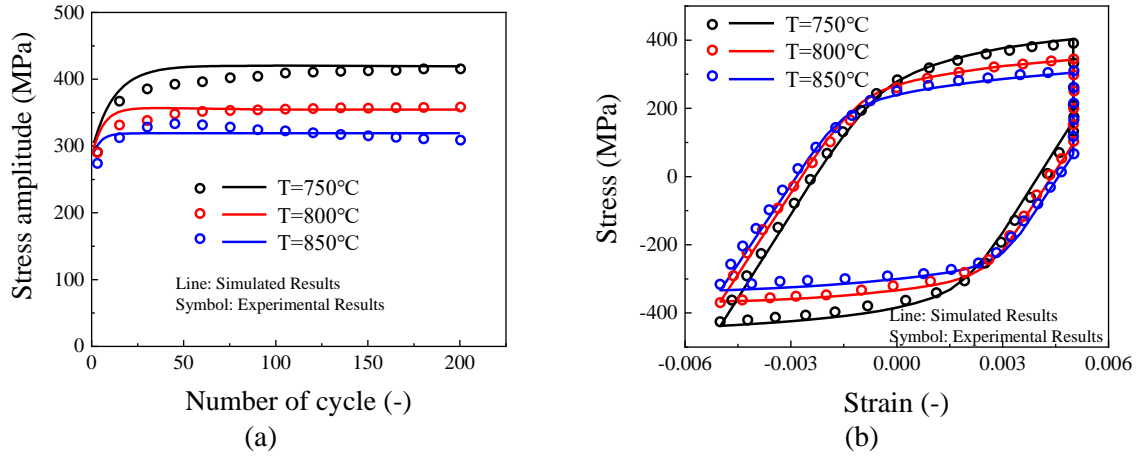 500
400
300
200
100
0
Stress amplitude (MPa)
T=750℃
T=800℃
T=850℃
Line: Simulated Results
Symbol: Experimental Results
0 50 100 150 200
Number of cycle (-)
(a)
400
200
0
-200
-400
Stress (MPa)
T=750℃
T=800℃
T=850℃
Line: Simulated Results
Symbol: Experimental Results
-0.006 -0.003 0.000 0.003 0.006
Strain (-)
(b)